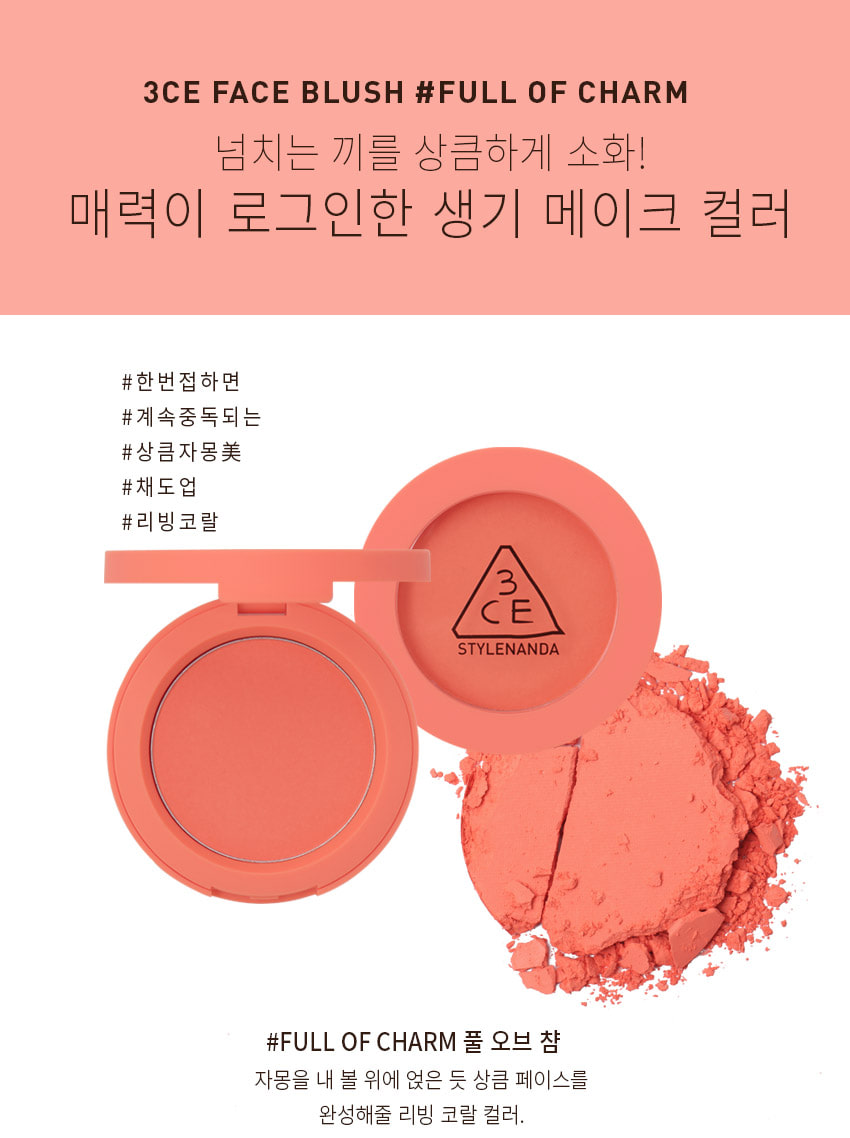 3CE FACE BLUSH #FULL OF CHARM
넘치는 끼를 상큼하게 소화!
매력이 로그인한 생기 메이크 컬러
#한번접하면
#계속중독되는
#상큼자몽美
#채도업
#리빙코랄
3
CE
STYLENANDA
#FULL OF CHARM 풀 오브 챰
자몽을 내 볼 위에 얹은 듯 상큼 페이스를
완성해줄 리빙 코랄 컬러.